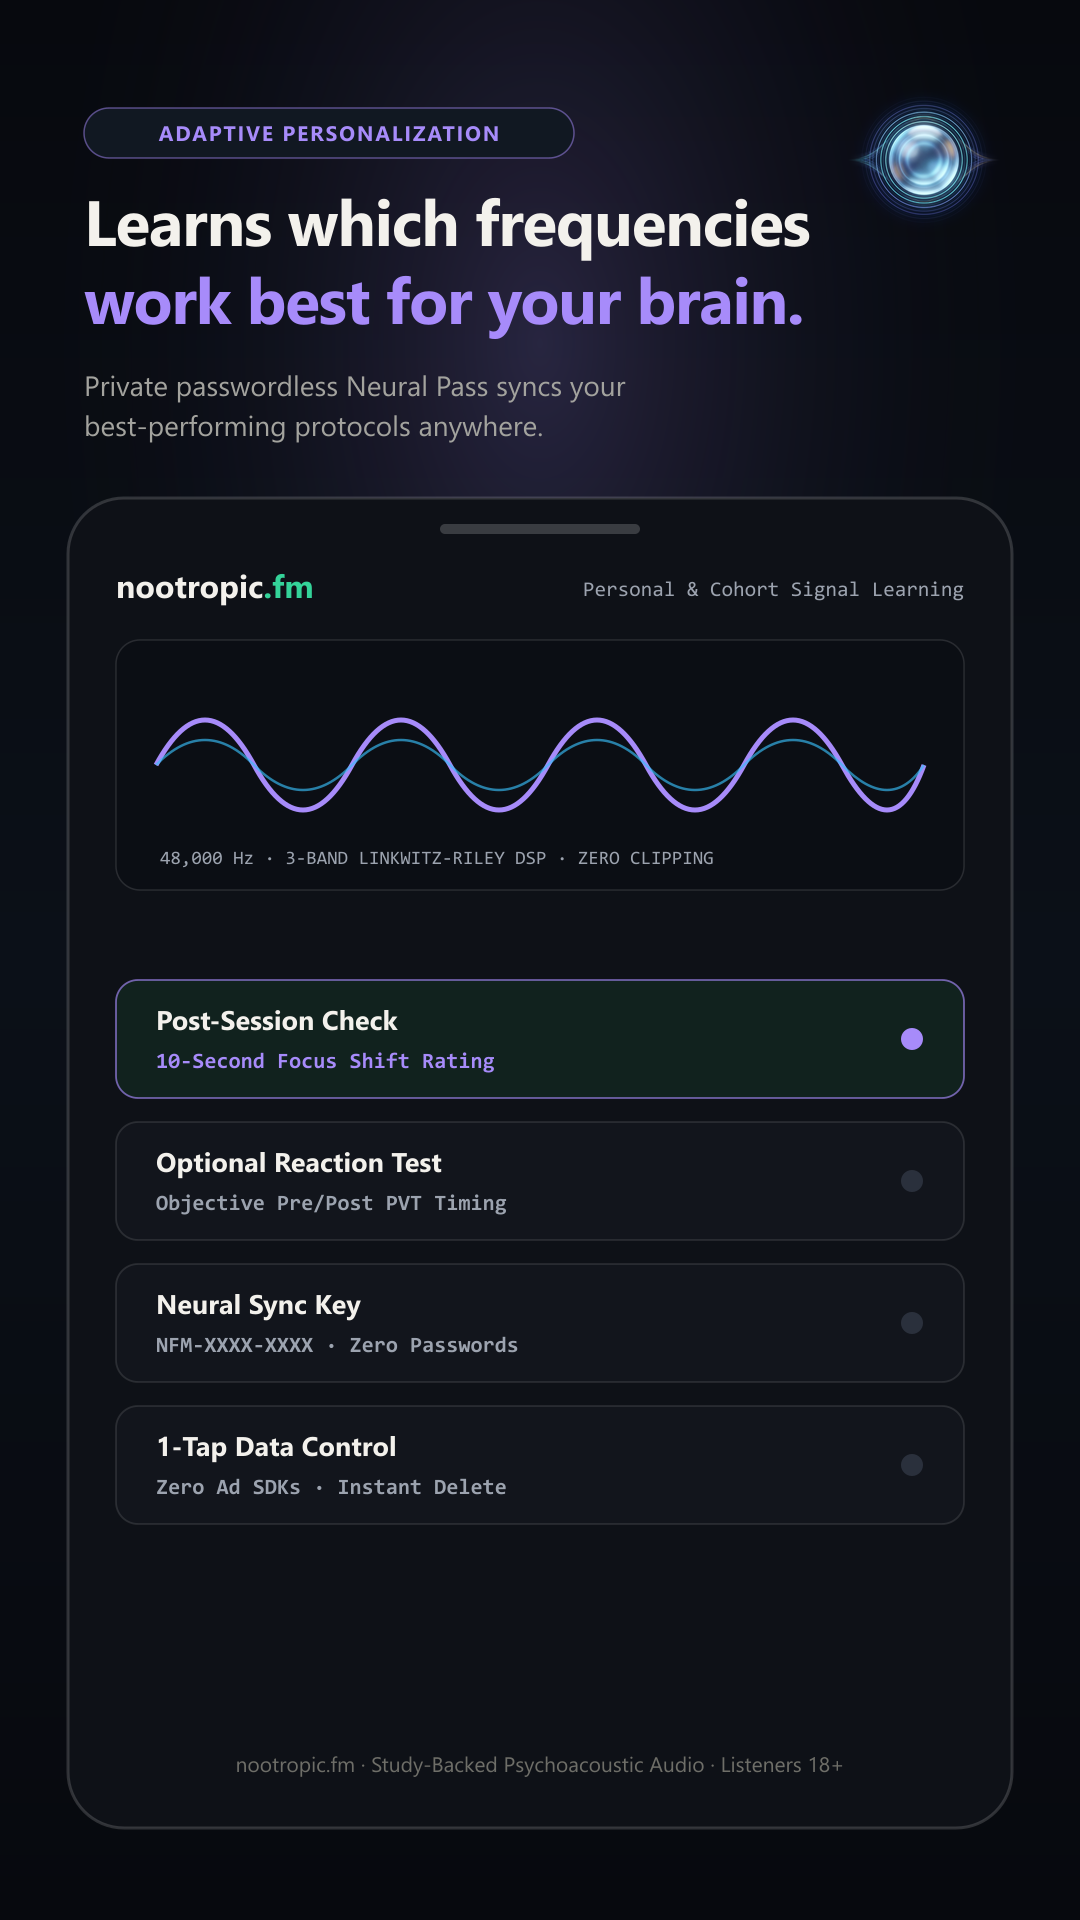 ADAPTIVE PERSONALIZATION
Learns which frequencies
work best for your brain.
Private passwordless Neural Pass syncs your
best-performing protocols anywhere.
nootropic.fm
Personal & Cohort Signal Learning
48,000 Hz · 3-BAND LINKWITZ-RILEY DSP · ZERO CLIPPING
Post-Session Check
10-Second Focus Shift Rating
Optional Reaction Test
Objective Pre/Post PVT Timing
Neural Sync Key
NFM-XXXX-XXXX · Zero Passwords
1-Tap Data Control
Zero Ad SDKs · Instant Delete
nootropic.fm · Study-Backed Psychoacoustic Audio · Listeners 18+